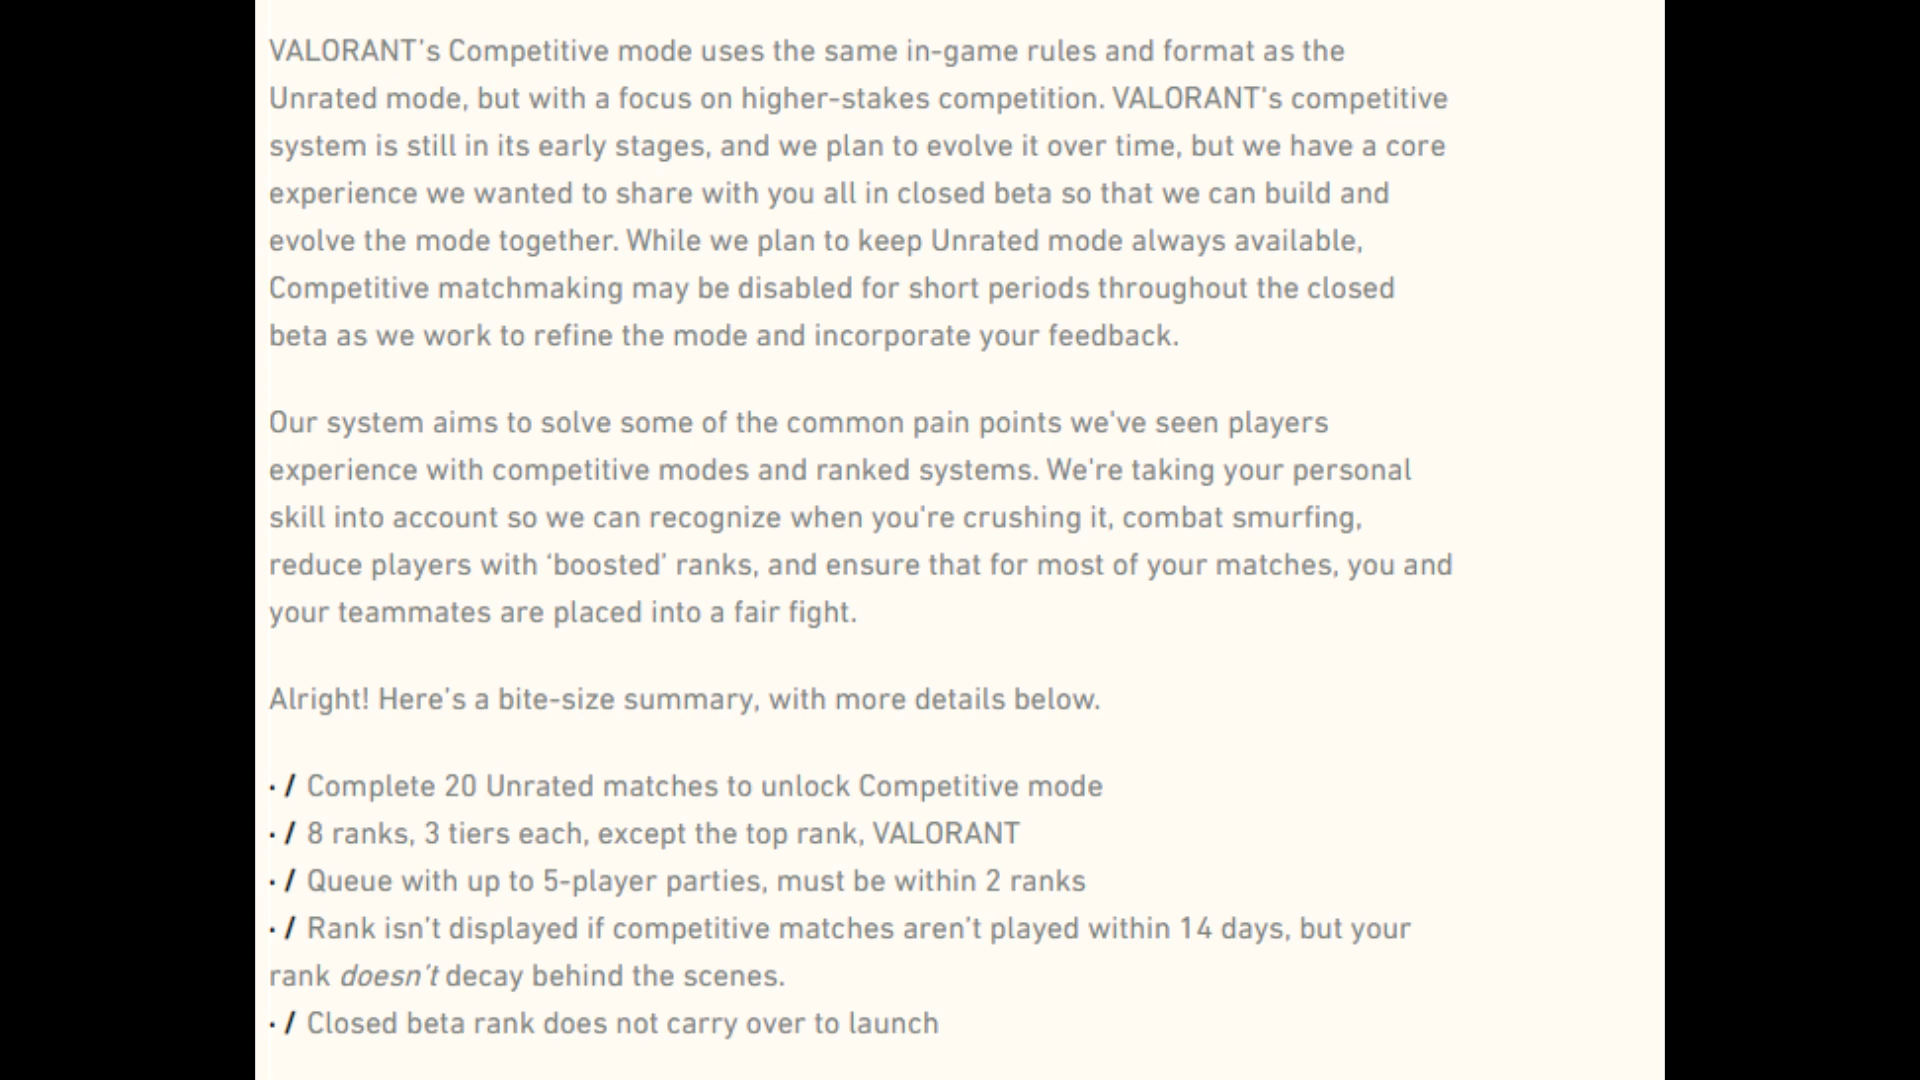 VALORANT's Competitive mode uses the same in-game rules and format as the
Unrated mode, but with a focus on higher-stakes competition. VALORANT's competitive
system is still in its early stages, and we plan to evolve it over time, but we have a core
experience we wanted to share with you all in closed beta so that we can build and
evolve the mode together. While we plan to keep Unrated mode always available,
Competitive matchmaking may be disabled for short periods throughout the closed
beta as we work to refine the mode and incorporate your feedback.
Our system aims to solve some of the common pain points we've seen players
experience with competitive modes and ranked systems. We're taking your personal
skill into account so we can recognize when you're crushing it, combat smurfing,
reduce players with ‘boosted’ ranks, and ensure that for most of your matches, you and
your teammates are placed into a fair fight.
Alright! Here's a bite-size summary, with more details below.
· / Complete 20 Unrated matches to unlock Competitive mode
· / 8 ranks, 3 tiers each, except the top rank, VALORANT
· / Queue with up to 5-player parties, must be within 2 ranks
· / Rank isn't displayed if competitive matches aren't played within 14 days, but your
rank doesn't decay behind the scenes.
· / Closed beta rank does not carry over to launch